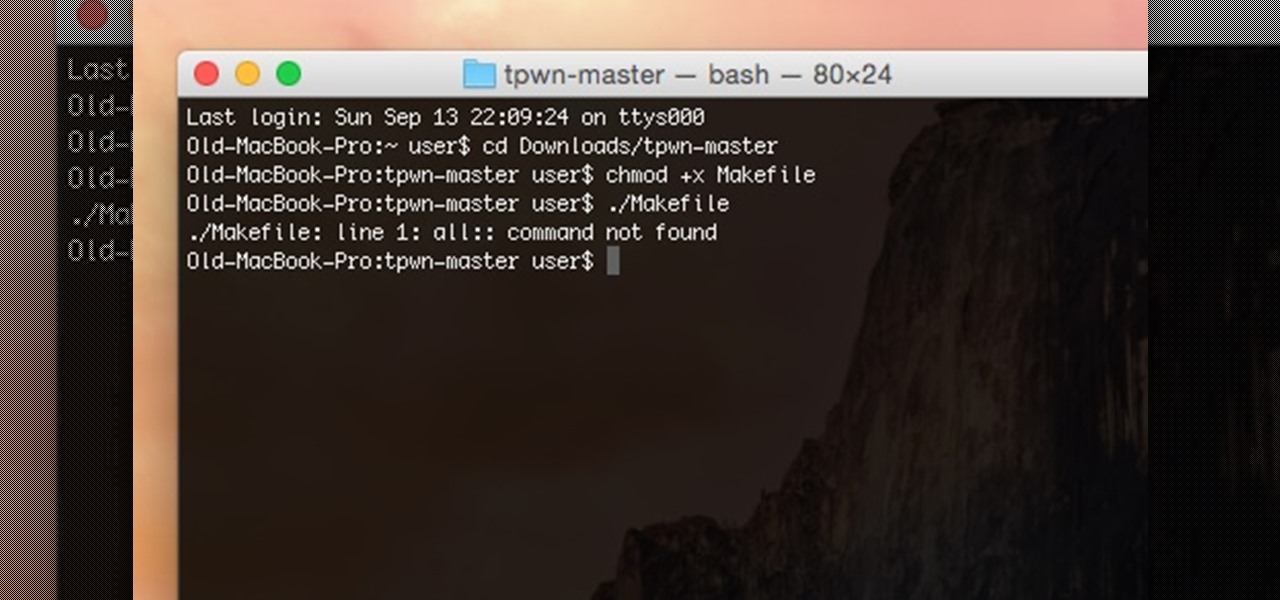 tpwn-master — bash — 80×24
Last login: Sun Sep 13 22:09:24 on ttys000
Old-MacBook-Pro:~ user$ cd Downloads/tpwn-master
Old-MacBook-Pro:tpwn-master user$ chmod +x Makefile
Old-MacBook-Pro:tpwn-master user$ ./Makefile
./Makefile: line 1: all:: command not found
Old-MacBook-Pro:tpwn-master user$
Last
Old-
Old-
Old-
./Ma
Old-